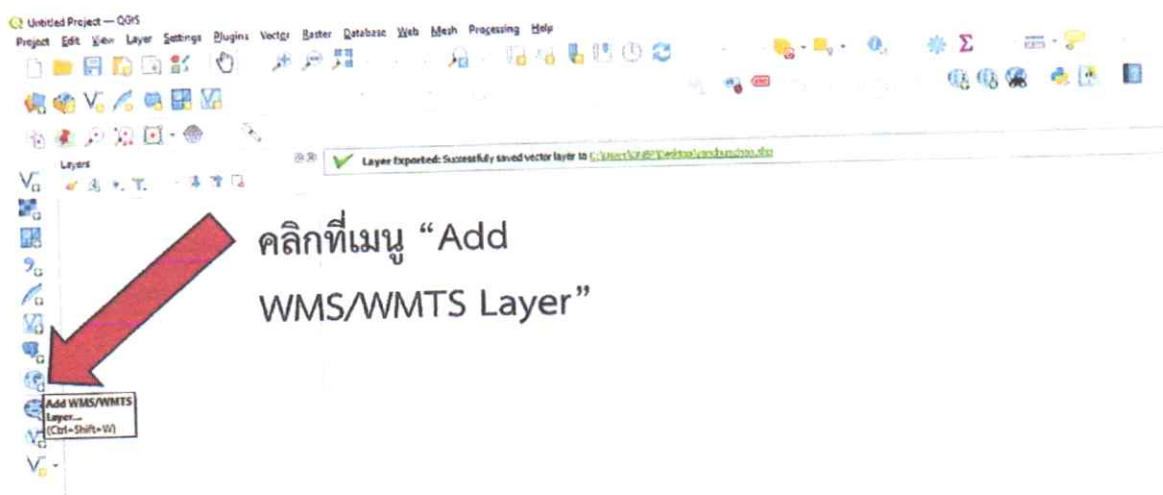 Untitled Project — QGIS
Project Edit View Layer Settings Plugins Vector Raster Database Web Mesh Processing Help
Layers
Layer Exported: Successfully saved vector layer to
คลิกที่เมนู “Add
WMS/WMTS Layer”
Add WMS/WMTS
Layer...
(Ctrl+Shift+W)